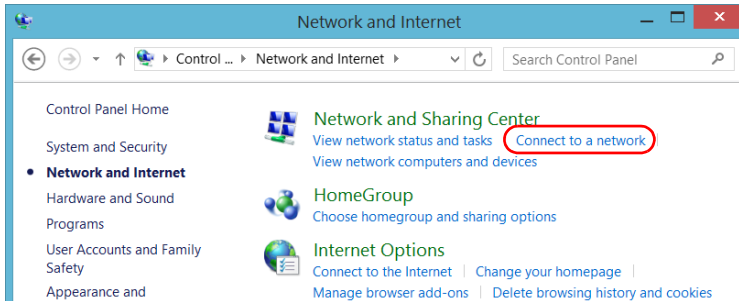 Network and Internet
Control ... Network and Internet
Search Control Panel
Control Panel Home
System and Security
Network and Internet
Hardware and Sound
Programs
User Accounts and Family
Safety
Appearance and
Network and Sharing Center
View network status and tasks
Connect to a network
View network computers and devices
HomeGroup
Choose homegroup and sharing options
Internet Options
Connect to the Internet
Change your homepage
Manage browser add-ons
Delete browsing history and cookies